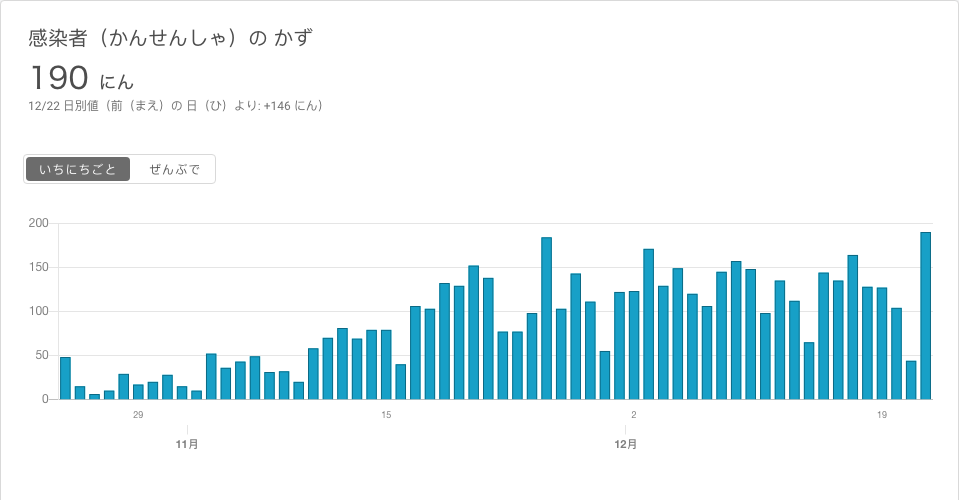 感染者（かんせんしゃ）の かず
190 にん
12/22 日別値（前（まえ）の 日（ひ）より: +146 にん）
いちにちごと ぜんぶで
200
150
100
50
0
29 15 2 19
11月 12月